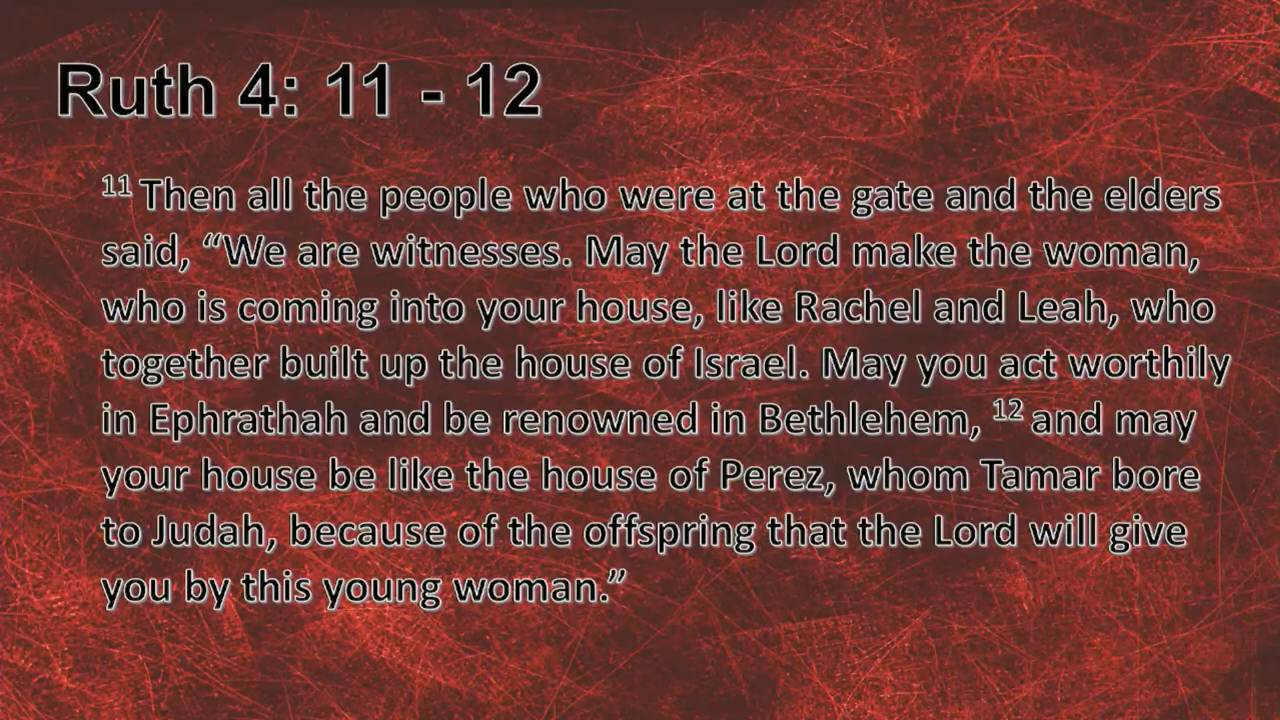 Ruth 4: 11 - 12
11 Then all the people who were at the gate and the elders
said, “We are witnesses. May the Lord make the woman,
who is coming into your house, like Rachel and Leah, who
together built up the house of Israel. May you act worthily
in Ephrathah and be renowned in Bethlehem, 12 and may
your house be like the house of Perez, whom Tamar bore
to Judah, because of the offspring that the Lord will give
you by this young woman.”